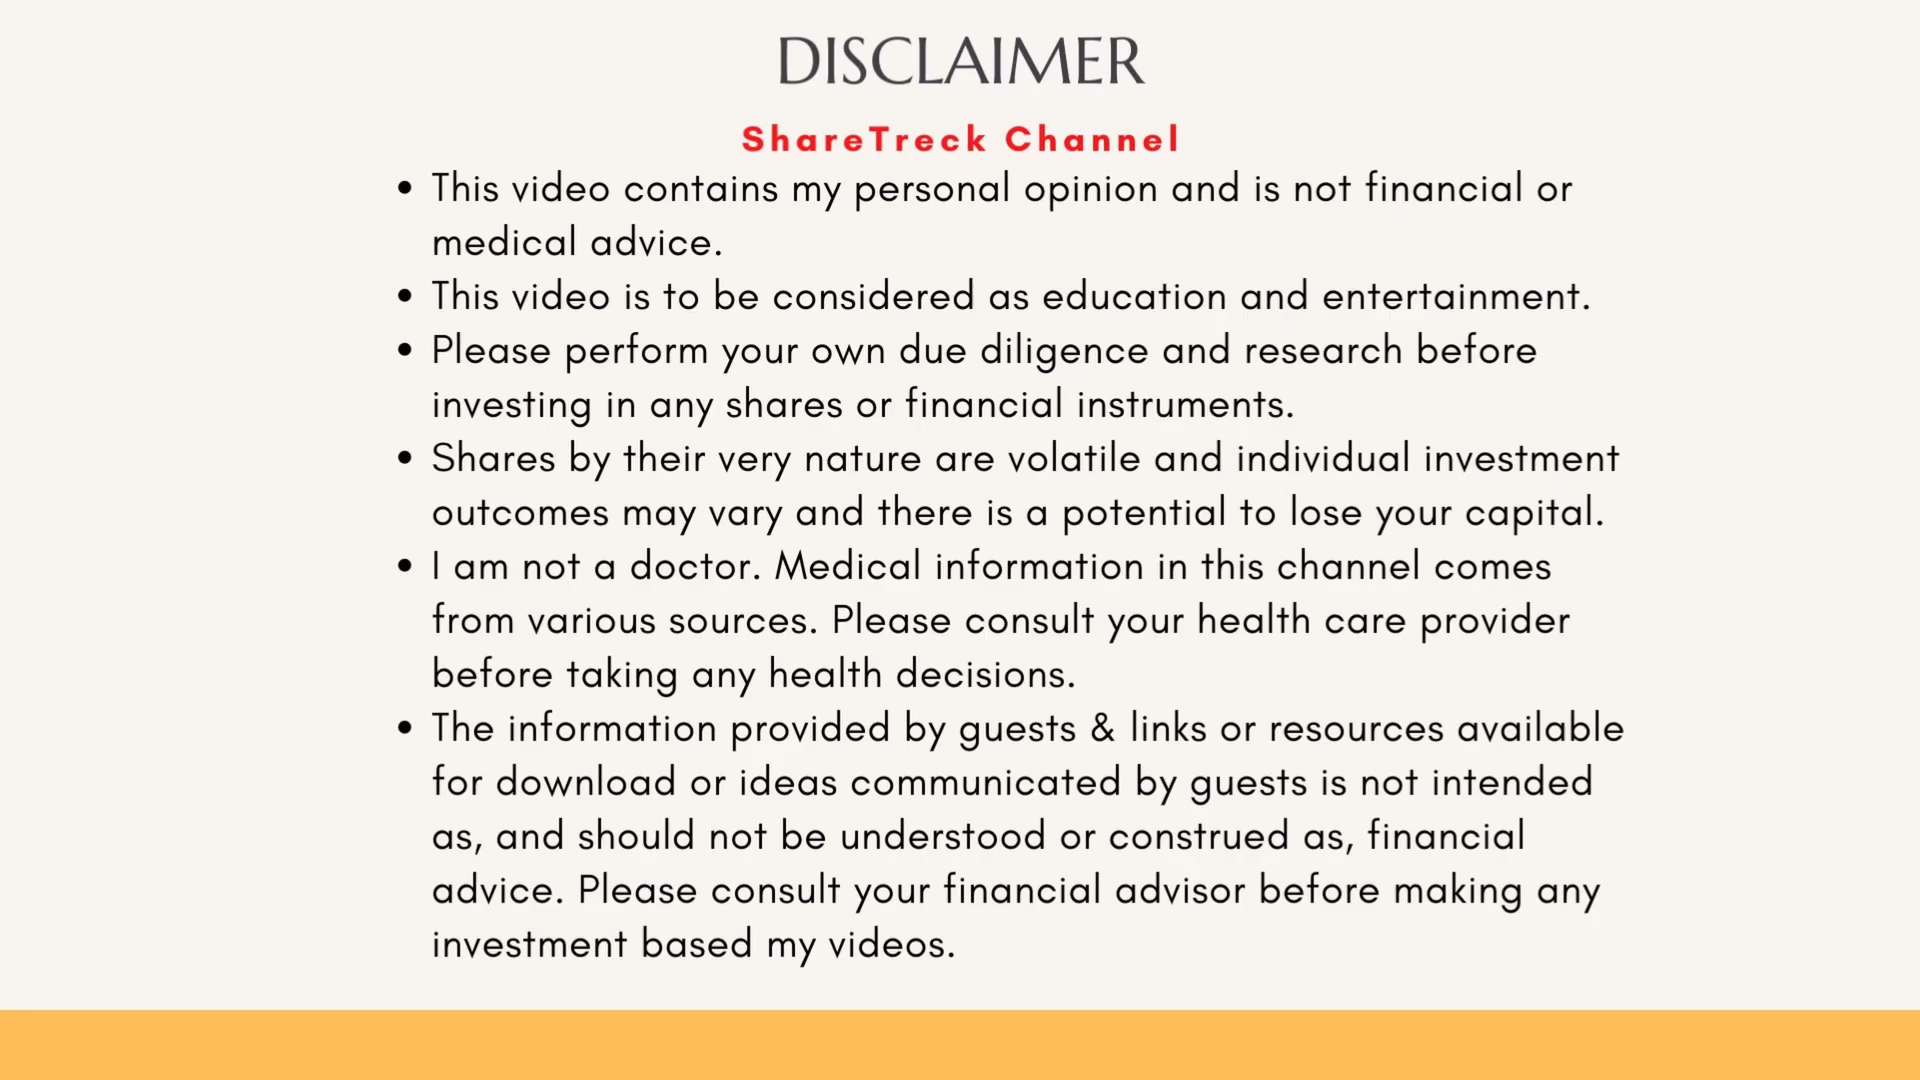 DISCLAIMER
ShareTreck Channel
• This video contains my personal opinion and is not financial or
medical advice.
• This video is to be considered as education and entertainment.
• Please perform your own due diligence and research before
investing in any shares or financial instruments.
• Shares by their very nature are volatile and individual investment
outcomes may vary and there is a potential to lose your capital.
• I am not a doctor. Medical information in this channel comes
from various sources. Please consult your health care provider
before taking any health decisions.
• The information provided by guests & links or resources available
for download or ideas communicated by guests is not intended
as, and should not be understood or construed as, financial
advice. Please consult your financial advisor before making any
investment based my videos.